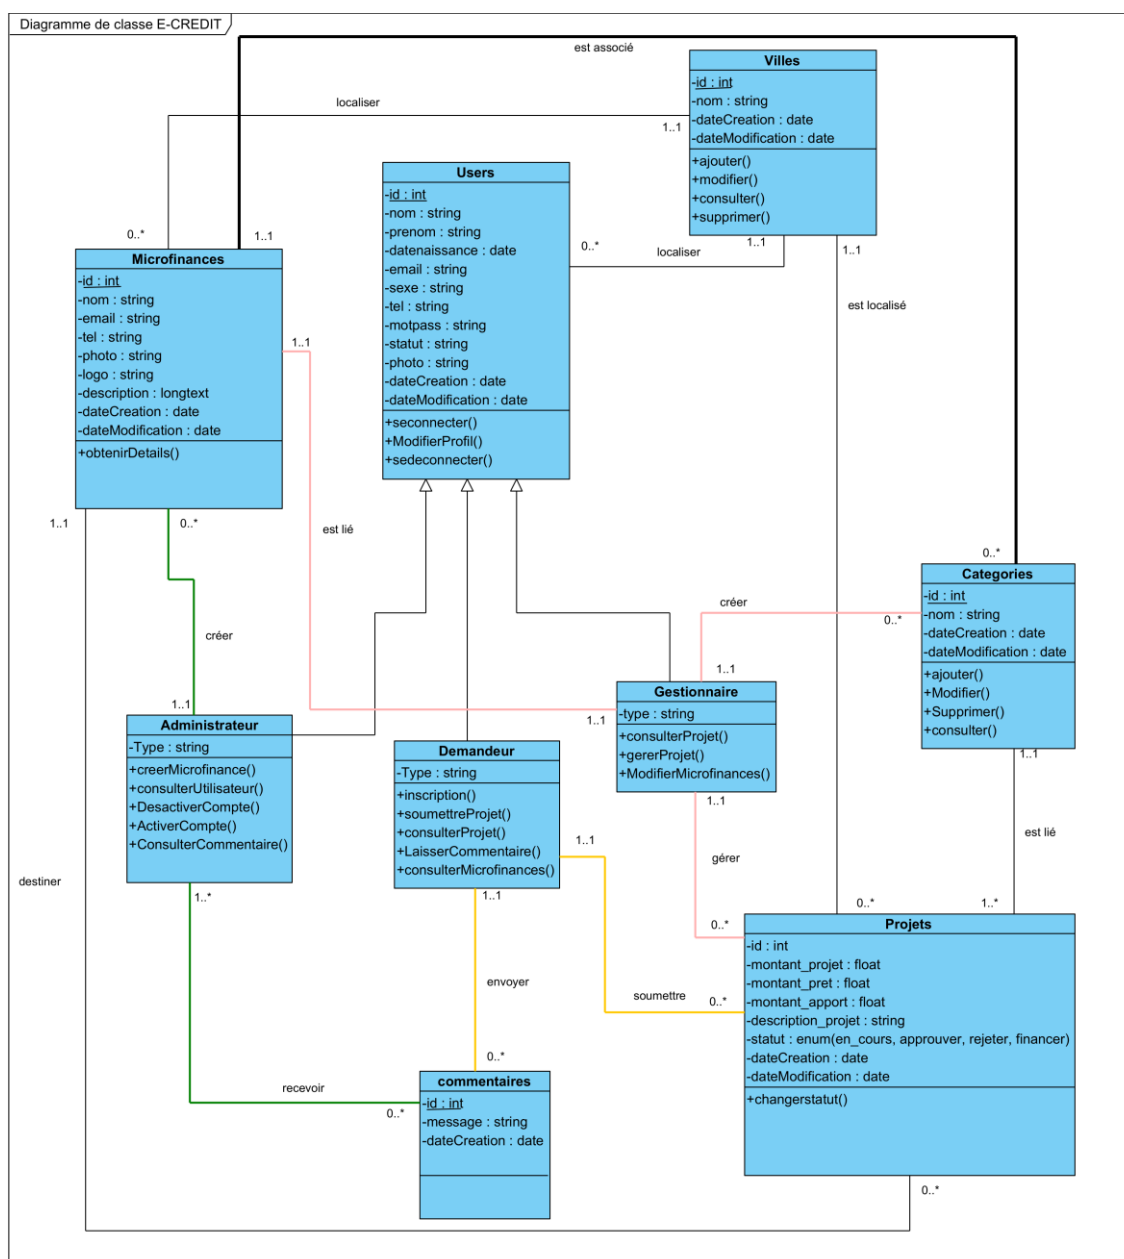 Diagramme de classe E-CREDIT
est associé
Villes
-id : int
-nom : string
-dateCreation : date
-dateModification : date
+ajouter()
+modifier()
+consulter()
+supprimer()
localiser
1..1
0..*
1..1
Users
-id : int
-nom : string
-prenom : string
-datenaissance : date
-email : string
-sexe : string
-tel : string
-motpass : string
-statut : string
-photo : string
-dateCreation : date
-dateModification : date
+seconnecter()
+ModifierProfil()
+sedeconnecter()
0..*
localiser
1..1
1..1
est localisé
Microfinances
-id : int
-nom : string
-email : string
-tel : string
-photo : string
-logo : string
-description : longtext
-dateCreation : date
-dateModification : date
+obtenirDetails()
1..1
1..1
0..*
est lié
0..*
Categories
-id : int
-nom : string
-dateCreation : date
-dateModification : date
+ajouter()
+Modifier()
+Supprimer()
+consulter()
créer
0..*
1..1
créer
1..1
Gestionnaire
-type : string
+consulterProjet()
+gererProjet()
+ModifierMicrofinances()
1..1
1..1
Administrateur
-Type : string
+creerMicrofinance()
+consulterUtilisateur()
+DesactiverCompte()
+ActiverCompte()
+ConsulterCommentaire()
Demandeur
-Type : string
+inscription()
+soumettreProjet()
+consulterProjet()
+LaisserCommentaire()
+consulterMicrofinances()
1..1
1..1
est lié
gérer
destiner
1..*
1..1
0..*
0..*
1..*
Projets
-id : int
-montant_projet : float
-montant_pret : float
-montant_apport : float
-description_projet : string
-statut : enum(en_cours, approuver, rejeter, financer)
-dateCreation : date
-dateModification : date
+changerstatut()
envoyer
soumettre
0..*
0..*
recevoir
0..*
commentaires
-id : int
-message : string
-dateCreation : date
0..*